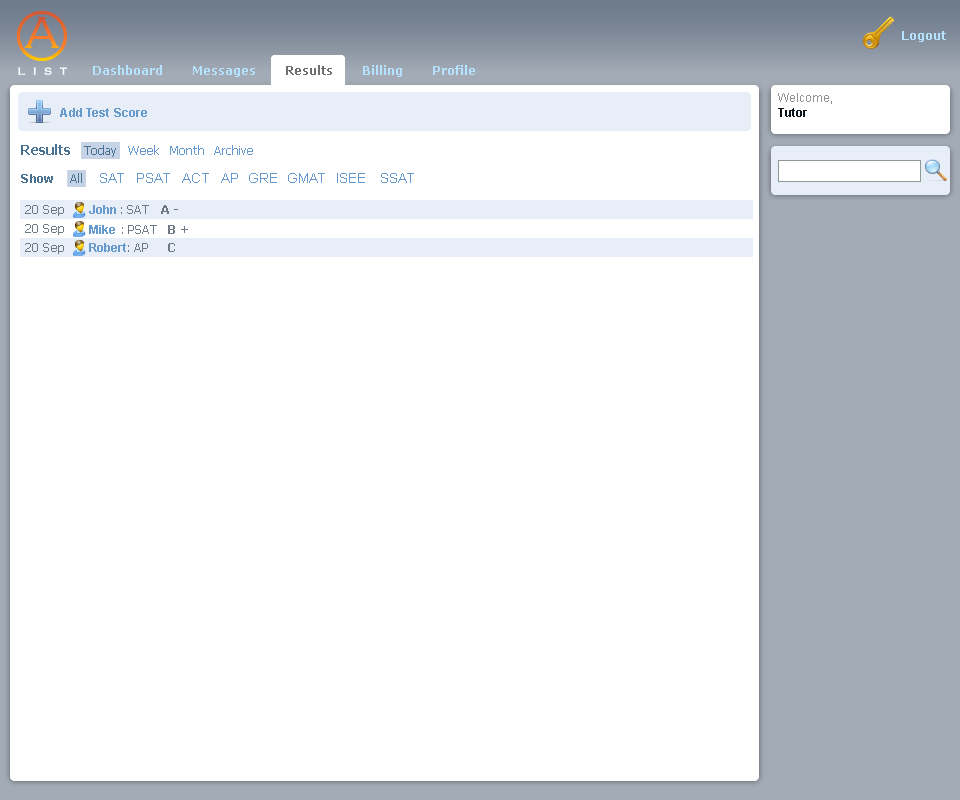 A
LIST
Dashboard Messages Results Billing Profile
Logout
Welcome,
Tutor
Add Test Score
Results Today Week Month Archive
Show All SAT PSAT ACT AP GRE GMAT ISEE SSAT
20 Sep John : SAT A -
20 Sep Mike : PSAT B +
20 Sep Robert: AP C